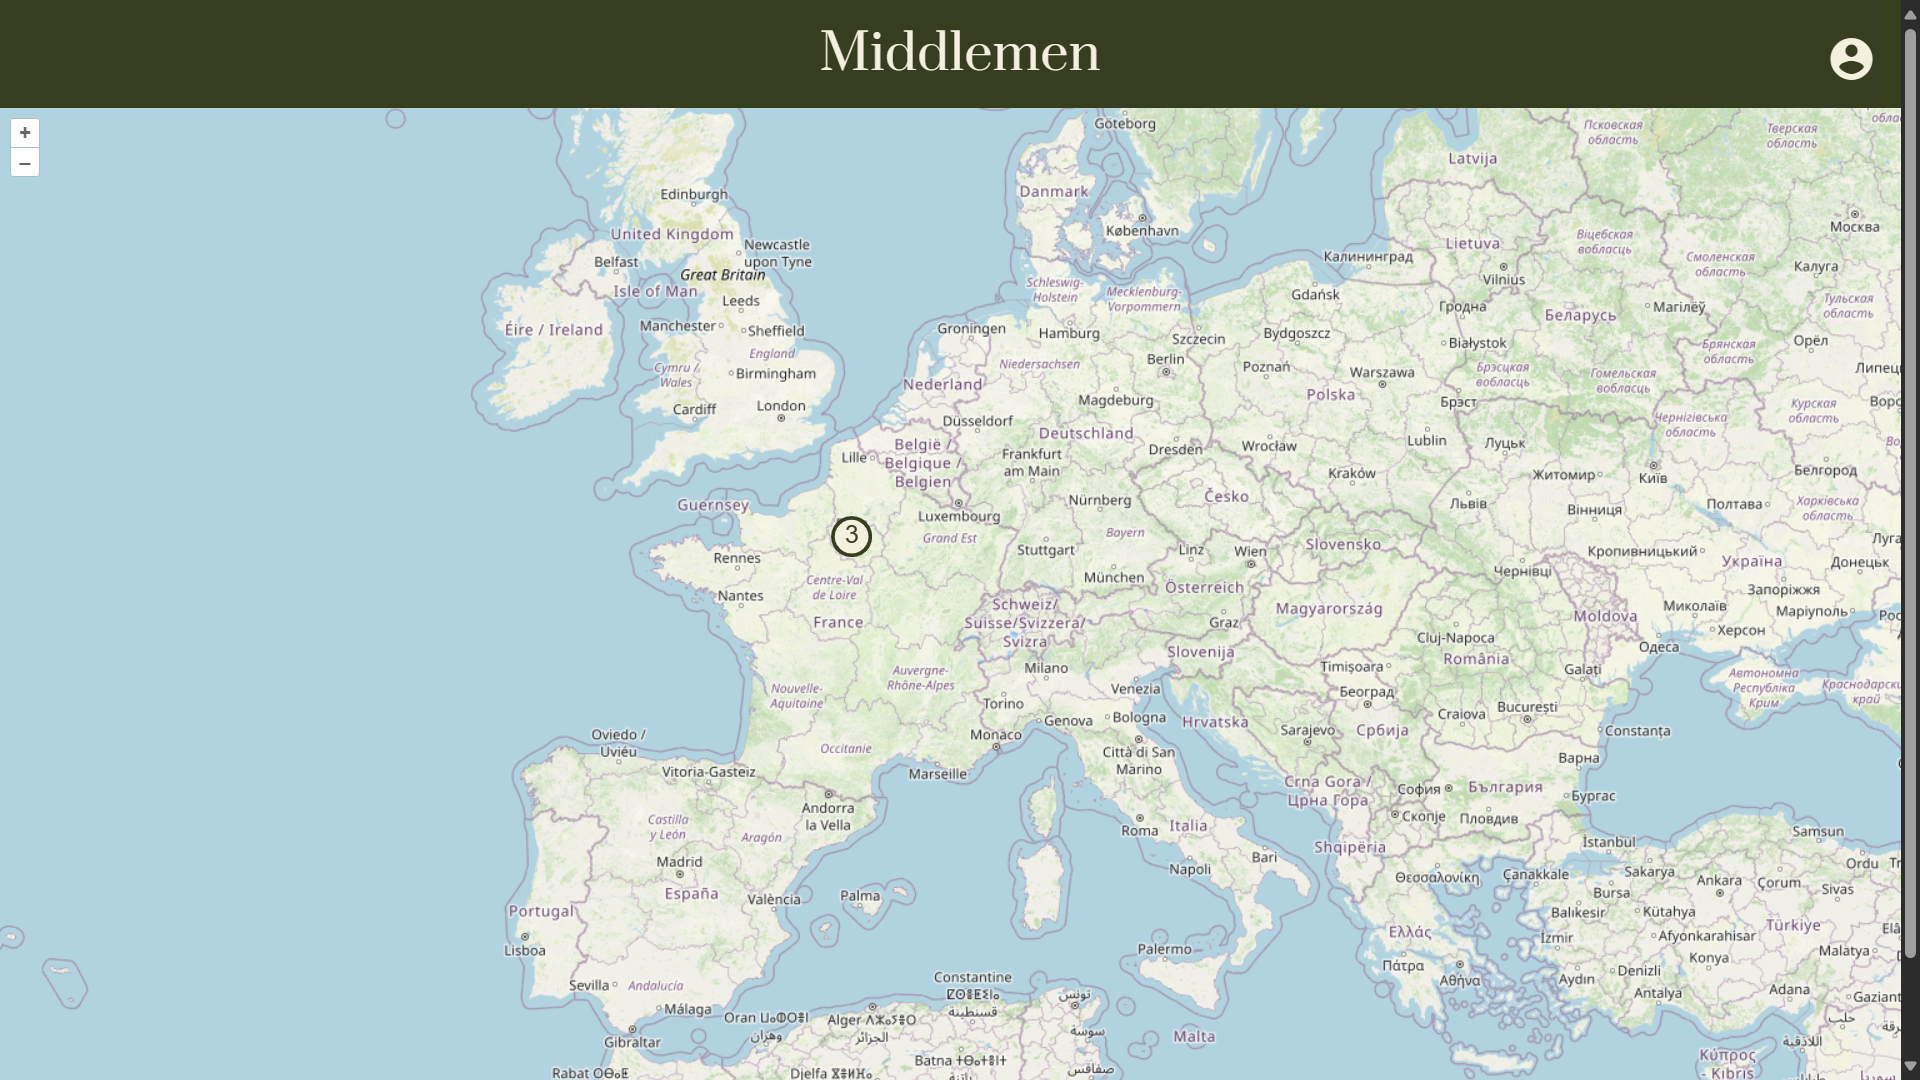 Middlemen
+
−
Göteborg
Псковская
область
Тверская
область
Latvija
Danmark
Edinburgh
København
Москва
United Kingdom
Newcastle
upon Tyne
Belfast
Great Britain
Lietuva
Віцебская
вобласць
Калининград
Смоленская
область
Калуга
Vilnius
Isle of Man
Leeds
Schleswig-
Holstein
Mecklenburg-
Vorpommern
Gdańsk
Гродна
Магілёў
Тульская
область
Беларусь
Éire / Ireland
Manchester
Sheffield
Groningen
Hamburg
Szczecin
Bydgoszcz
Białystok
Орёл
Брянская
область
England
Cymru /
Wales
Birmingham
Niedersachsen
Berlin
Poznań
Warszawa
Брэсцкая
вобласць
Гомельская
вобласць
Nederland
Magdeburg
Polska
Брэст
Cardiff
London
Düsseldorf
Курская
область
Чернігівська
область
Deutschland
Dresden
Wrocław
Lublin
Луцьк
België /
Belgique /
Belgien
Lille
Frankfurt
am Main
Kraków
Житомир
Київ
Белгород
Guernsey
Nürnberg
Česko
Львів
Вінниця
Полтава
Харківська
область
Luxembourg
3
Grand Est
Bayern
Stuttgart
Linz
Wien
Slovensko
Кропивницький
Україна
Донецьк
Rennes
München
Österreich
Чернівці
Запоріжжя
Centre-Val
de Loire
Nantes
Schweiz/
Suisse/Svizzera/
Svizra
Magyarország
Moldova
Миколаїв
Маріуполь
France
Graz
Cluj-Napoca
Херсон
Одеса
Slovenija
România
Milano
Timișoara
Galați
Auvergne-
Rhône-Alpes
Автономна
Республіка
Крим
Nouvelle-
Aquitaine
Venezia
Београд
Torino
Genova
Bologna
Hrvatska
Craiova
București
Sarajevo
Србија
Constanța
Oviedo /
Uviéu
Monaco
Occitanie
Città di San
Marino
Варна
Vitoria-Gasteiz
Marseille
Crna Gora /
Црна Гора
София
България
Бургас
Andorra
la Vella
Скопје
Пловдив
Castilla
y León
Aragón
Roma
Italia
Shqipëria
İstanbul
Samsun
Madrid
Napoli
Bari
Θεσσαλονίκη
Çanakkale
Sakarya
Ordu
España
València
Palma
Bursa
Ankara
Çorum
Sivas
Portugal
Balıkesir
Kütahya
Türkiye
Lisboa
Palermo
Ελλάς
İzmir
Afyonkarahisar
Malatya
Πάτρα
Αθήνα
Aydın
Denizli
Konya
Sevilla
Andalucía
Constantine
ⵇⵙⴻⵏⵟⵉⵏⴰ
قسنطينة
تونس
Antalya
Adana
Málaga
Oran
وهران
Alger
الجزائر
سوسة
حلب
Gibraltar
Malta
اللاذقية
Batna
باتنة
صفاقس
Κύπρος
- Kıbrıs
Rabat
Djelfa